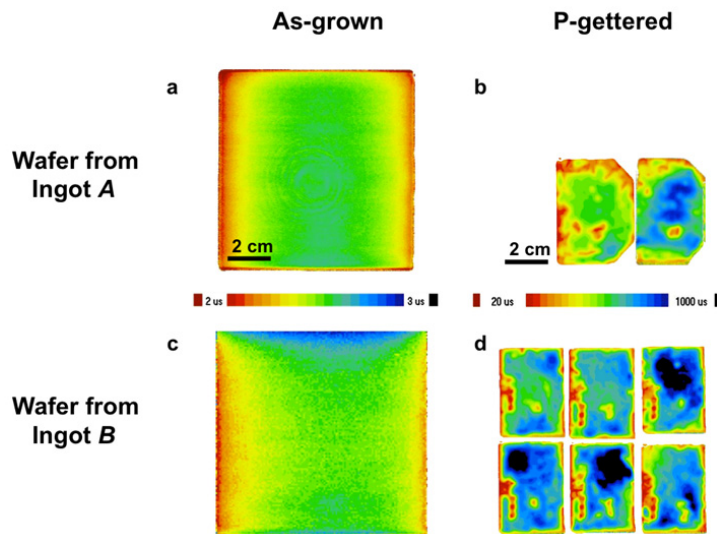 As-grown
P-gettered
a
b
Wafer from
Ingot A
2 cm
2 cm
2 us
3 us
20 us
1000 us
c
d
Wafer from
Ingot B